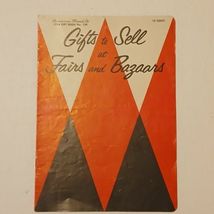 Gifts to Sell
at
Fairs and Bazaars